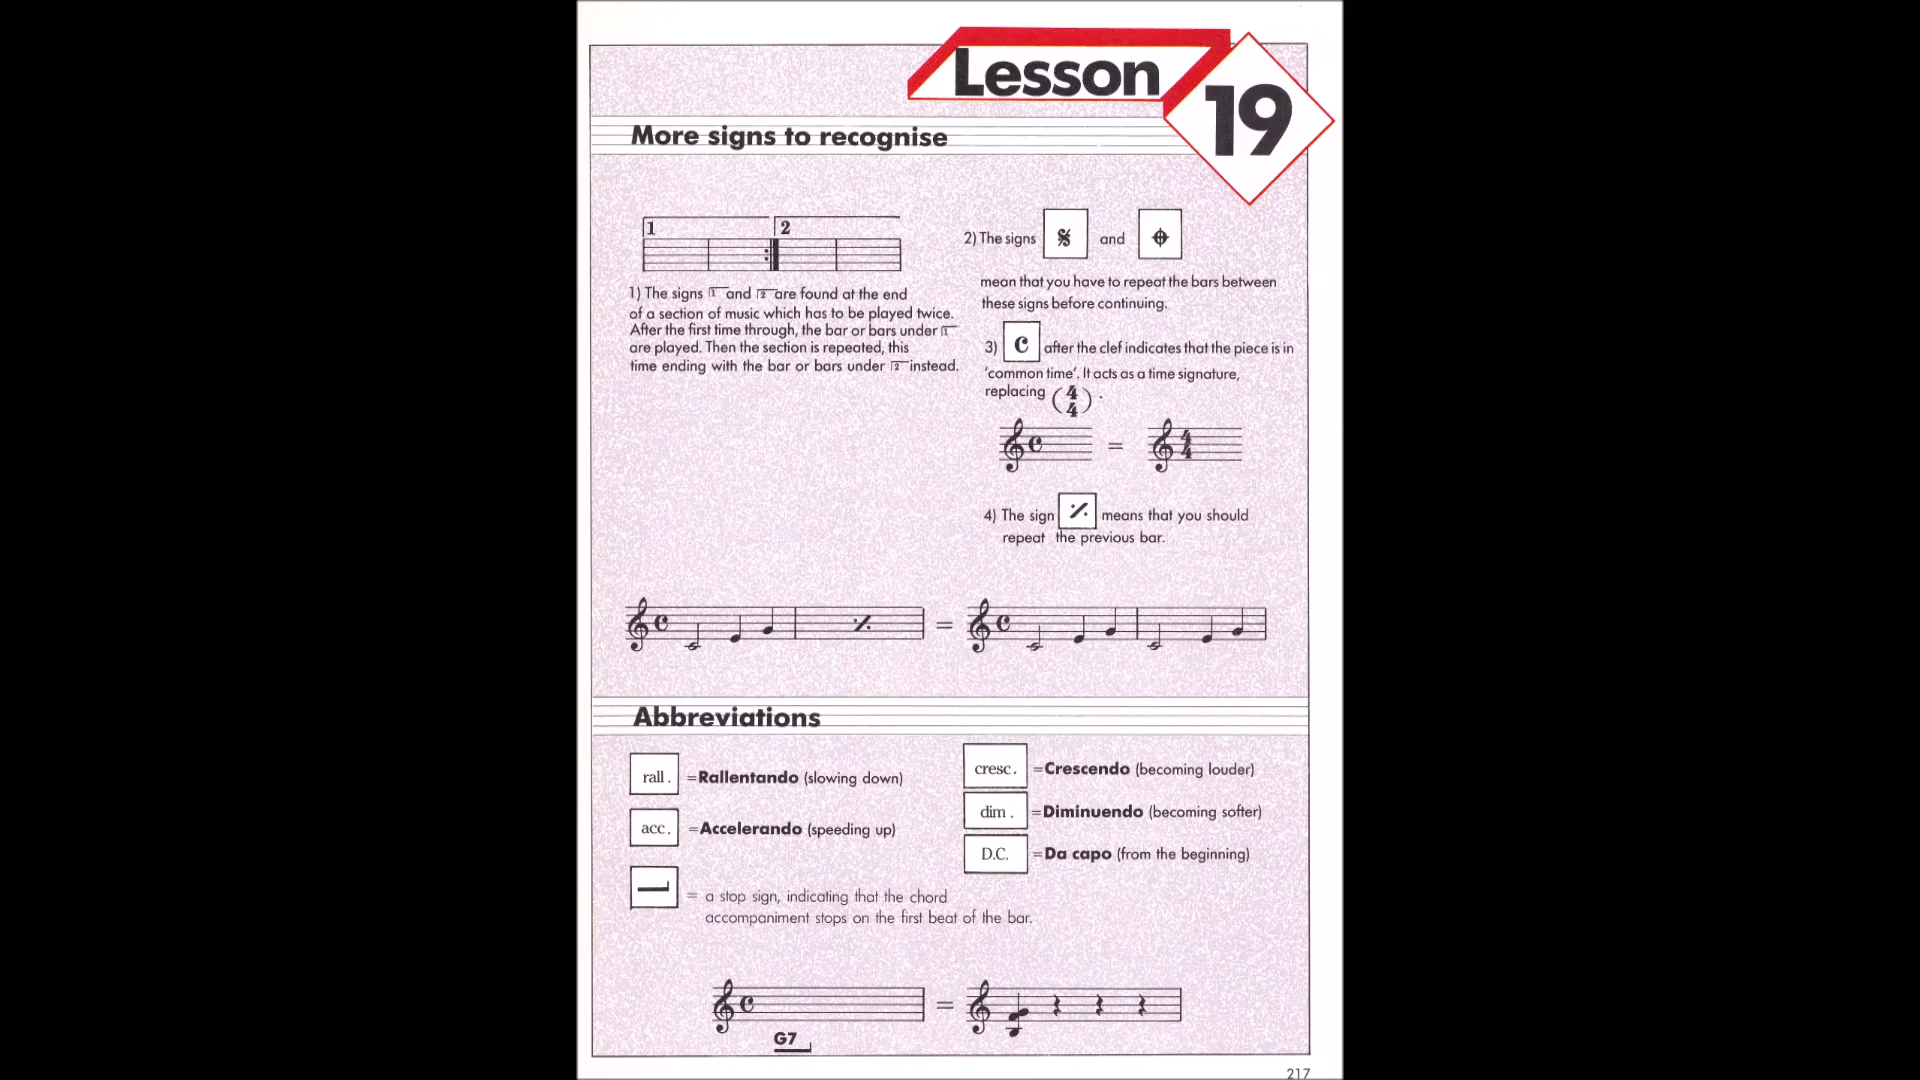 Lesson
19
More signs to recognise
1 2
1) The signs 1 and 2 are found at the end
of a section of music which has to be played twice.
After the first time through, the bar or bars under 1
are played. Then the section is repeated, this
time ending with the bar or bars under 2 instead.
2) The signs 𝄋 and 𝄌
mean that you have to repeat the bars between
these signs before continuing.
3) C after the clef indicates that the piece is in
'common time'. It acts as a time signature,
replacing (4/4) .
=
4) The sign 𝄎 means that you should
repeat the previous bar.
=
Abbreviations
rall. =Rallentando (slowing down)
acc. =Accelerando (speeding up)
= a stop sign, indicating that the chord
accompaniment stops on the first beat of the bar.
cresc. =Crescendo (becoming louder)
dim. =Diminuendo (becoming softer)
D.C. =Da capo (from the beginning)
=
G7
217